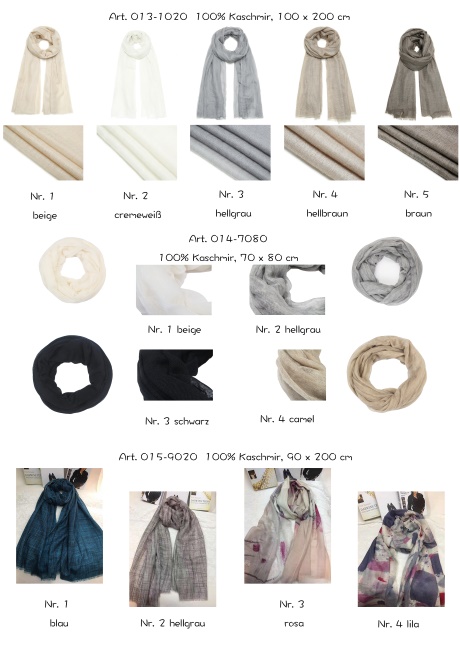 Art. 013-1020 100% Kaschmir, 100 x 200 cm
Nr. 1 Nr. 2 Nr. 3 Nr. 4 Nr. 5
beige cremeweiß hellgrau hellbraun braun
Art. 014-7080
100% Kaschmir, 70 x 80 cm
Nr. 1 beige Nr. 2 hellgrau
Nr. 3 schwarz Nr. 4 camel
Art. 015-9020 100% Kaschmir, 90 x 200 cm
Nr. 1 Nr. 3
blau Nr. 2 hellgrau rosa Nr. 4 lila